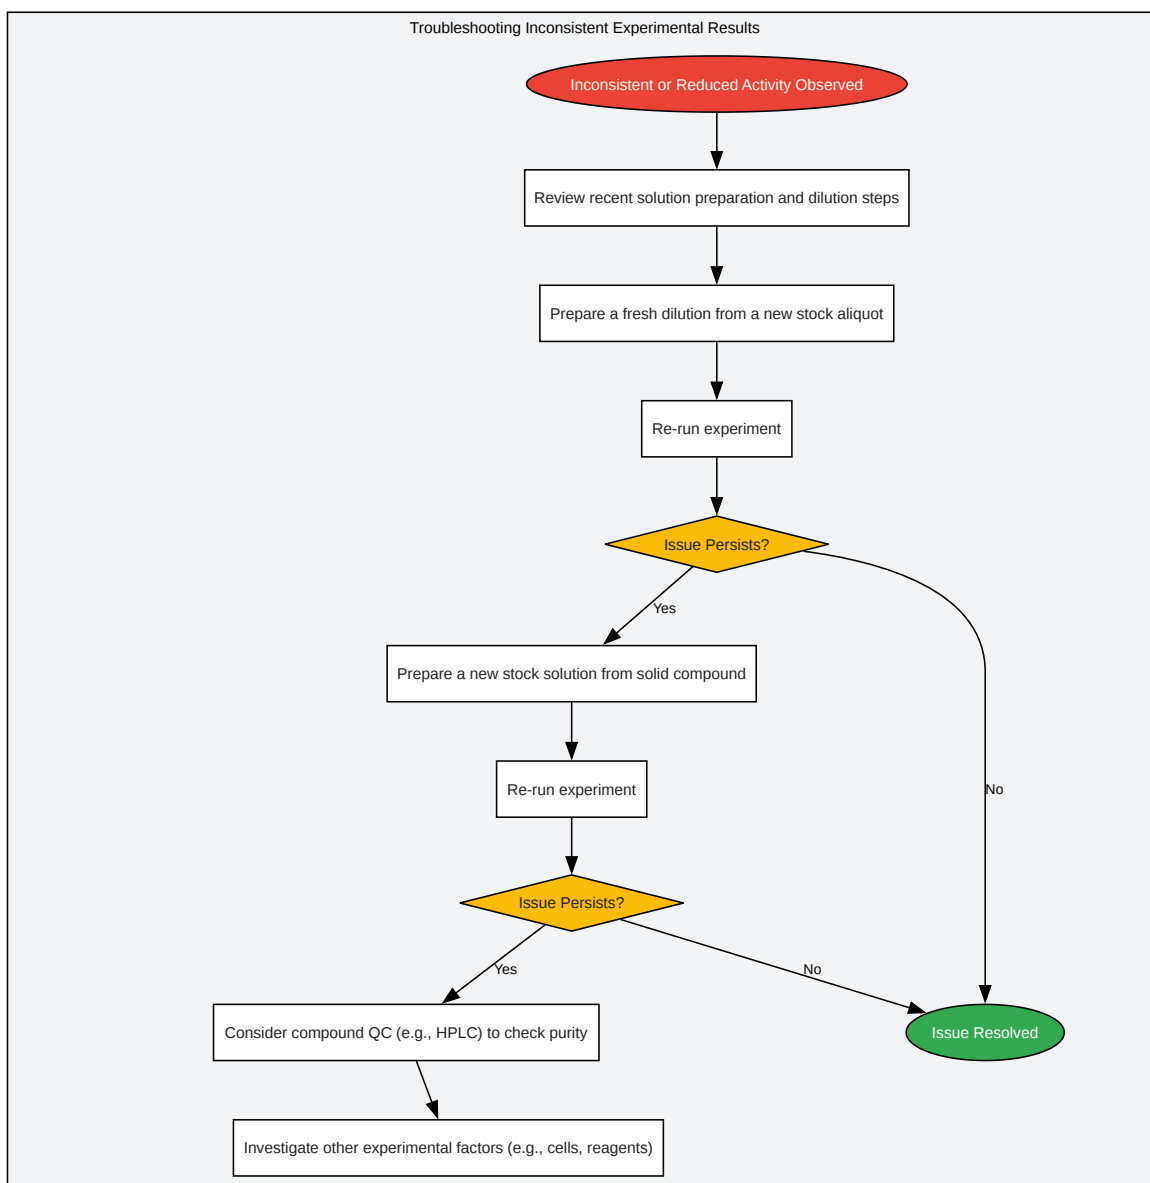 Troubleshooting Inconsistent Experimental Results
Inconsistent or Reduced Activity Observed
Review recent solution preparation and dilution steps
Prepare a fresh dilution from a new stock aliquot
Re-run experiment
Issue Persists?
Yes
Prepare a new stock solution from solid compound
Re-run experiment
No
Issue Persists?
Yes
No
Consider compound QC (e.g., HPLC) to check purity
Issue Resolved
Investigate other experimental factors (e.g., cells, reagents)